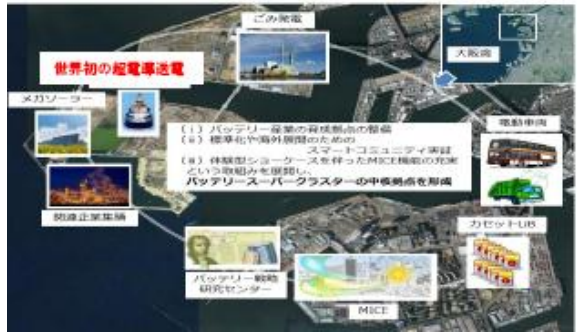 ごみ発電
大阪湾
世界初の超電導送電
メガソーラー
電動車両
(ⅰ)バッテリー産業の育成拠点の整備
(ⅱ)標準化や海外展開のための
スマートコミュニティ実証
(ⅲ)体験型ショーケースを伴ったMICE機能の充実
という取組みを展開し、
バッテリースーパークラスターの中核拠点を形成
関連企業集積
カセットLiB
バッテリー戦略
研究センター
MICE